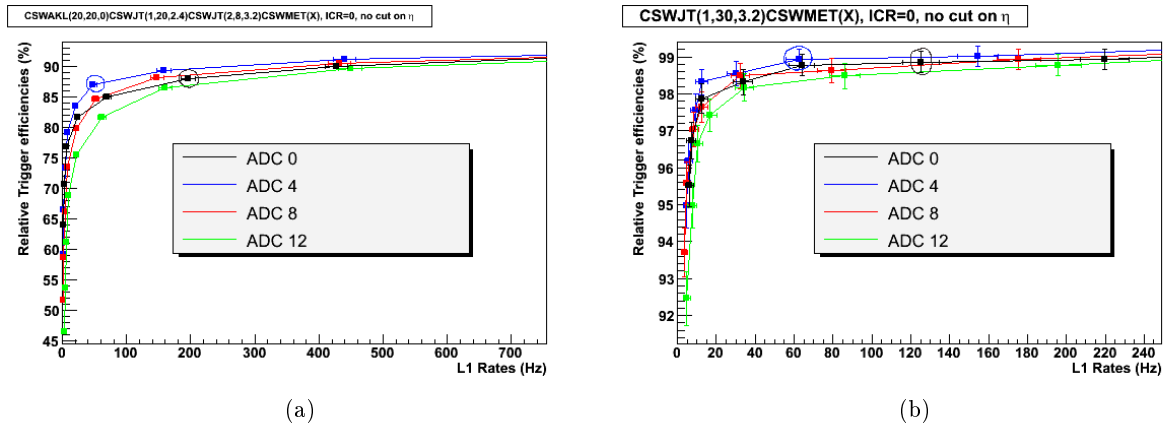 CSWAKL(20,20,0)CSWJT(1,20,2.4)CSWJT(2,8,3.2)CSWMET(X), ICR=0, no cut on η
Relative Trigger efficiencies (%)
90
85
80
75
70
65
60
55
50
45
ADC 0
ADC 4
ADC 8
ADC 12
0 100 200 300 400 500 600 700
L1 Rates (Hz)
(a)
CSWJT(1,30,3.2)CSWMET(X), ICR=0, no cut on η
Relative Trigger efficiencies (%)
99
98
97
96
95
94
93
92
ADC 0
ADC 4
ADC 8
ADC 12
0 20 40 60 80 100 120 140 160 180 200 220 240
L1 Rates (Hz)
(b)